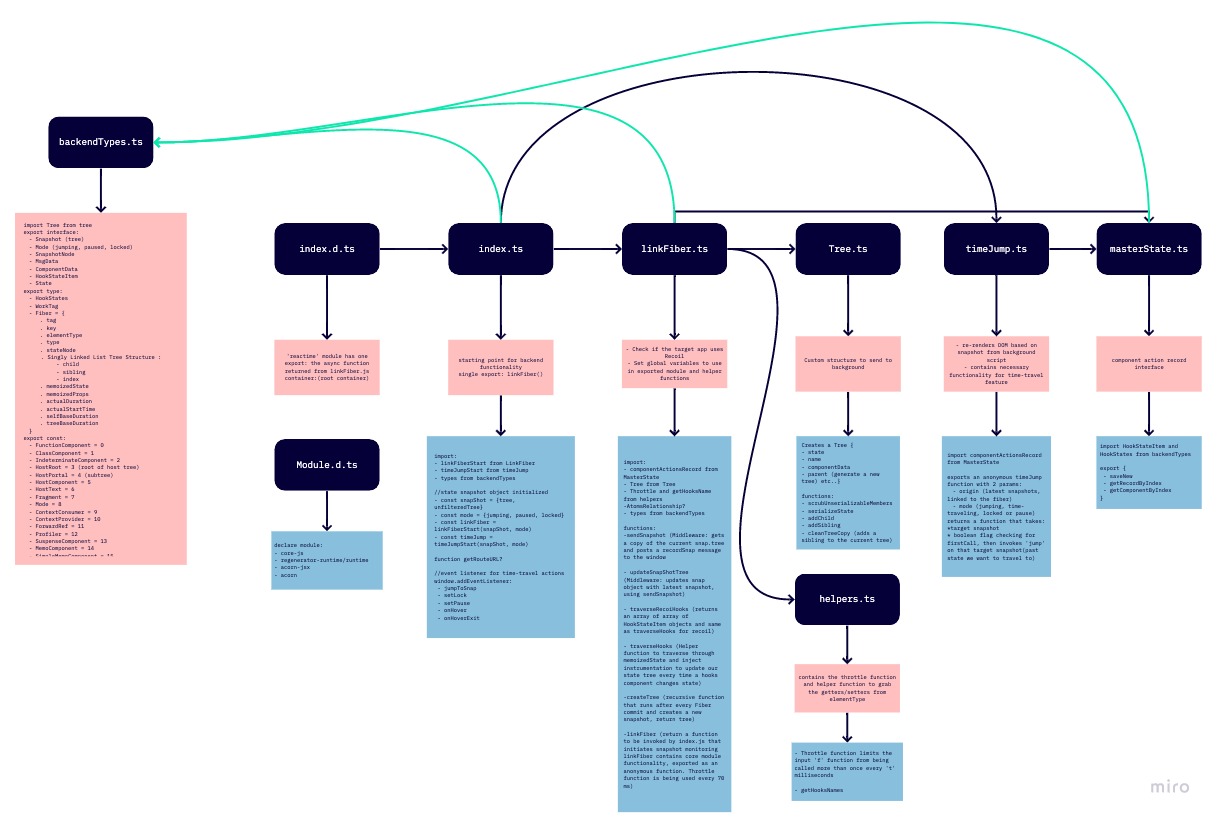 backendTypes.ts
import Tree from tree
export interface:
- Snapshot (tree)
- Mode (jumping, paused, locked)
- SnapshotNode
- MsgData
- ComponentData
- HookStateItem
- State
export type:
- HookStates
- WorkTag
- Fiber = {
. tag
. key
. elementType
. type
. stateNode
. Singly Linked List Tree Structure :
- child
- sibling
- index
. memoizedState
. memoizedProps
. actualDuration
. actualStartTime
. selfBaseDuration
. treeBaseDuration
}
export const:
- FunctionComponent = 0
- ClassComponent = 1
- IndeterminateComponent = 2
- HostRoot = 3 (root of host tree)
- HostPortal = 4 (subtree)
- HostComponent = 5
- HostText = 6
- Fragment = 7
- Mode = 8
- ContextConsumer = 9
- ContextProvider = 10
- ForwardRef = 11
- Profiler = 12
- SuspenseComponent = 13
- MemoComponent = 14
- SimpleMemoComponent = 15
index.d.ts
'reactime' module has one
export: the async function
returned from linkFiber.js
container:(root container)
Module.d.ts
declare module:
- core-js
- regenerator-runtime/runtime
- acorn-jsx
- acorn
index.ts
starting point for backend
functionality
single export: linkFiber()
import:
- linkFiberStart from LinkFiber
- timeJumpStart from timeJump
- types from backendTypes
//state snapshot object initialized
- const snapShot = {tree,
unfilteredTree}
- const mode = {jumping, paused, locked}
- const linkFiber =
linkFiberStart(snapShot, mode)
- const timeJump =
timeJumpStart(snapShot, mode)
function getRouteURL?
//event listener for time-travel actions
window.addEventListener:
- jumpToSnap
- setLock
- setPause
- onHover
- onHoverExit
linkFiber.ts
- Check if the target app uses
Recoil
- Set global variables to use
in exported module and helper
functions
import:
- componentActionsRecord from
MasterState
- Tree from Tree
- Throttle and getHooksName
from helpers
-AtomsRelationship?
- types from backendTypes
functions:
-sendSnapshot (Middleware: gets
a copy of the current snap.tree
and posts a recordSnap message
to the window
- updateSnapShotTree
(Middleware: updates snap
object with latest snapshot,
using sendSnapshot)
- traverseRecoilHooks (returns
an array of array of
HookStateItem objects and same
as traverseHooks for recoil)
- traverseHooks (Helper
function to traverse through
memoizedState and inject
instrumentation to update our
state tree every time a hooks
component changes state)
-createTree (recursive function
that runs after every Fiber
commit and creates a new
snapshot, return tree)
-linkFiber (return a function
to be invoked by index.js that
initiates snapshot monitoring
linkFiber contains core module
functionality, exported as an
anonymous function. Throttle
function is being used every 70
ms)
Tree.ts
Custom structure to send to
background
Creates a Tree {
- state
- name
- componentData
- parent (generate a new
tree) etc..}
functions:
- scrubUnserializableMembers
- serializeState
- addChild
- addSibling
- cleanTreeCopy (adds a
sibling to the current tree)
helpers.ts
contains the throttle function
and helper function to grab
the getters/setters from
elementType
- Throttle function limits the
input 'f' function from being
called more than once every 't'
milliseconds
- getHooksNames
timeJump.ts
- re-renders DOM based on
snapshot from background
script
- contains necessary
functionality for time-travel
feature
import componentActionsRecord
from MasterState
exports an anonymous timeJump
function with 2 params:
- origin (latest snapshots,
linked to the fiber)
- mode (jumping, time-
traveling, locked or pause)
returns a function that takes:
*target snapshot
* boolean flag checking for
firstCall, then invokes 'jump'
on that target snapshot(past
state we want to travel to)
masterState.ts
component action record
interface
import HookStateItem and
HookStates from backendTypes
export {
- saveNew
- getRecordByIndex
- getComponentByIndex
}
miro